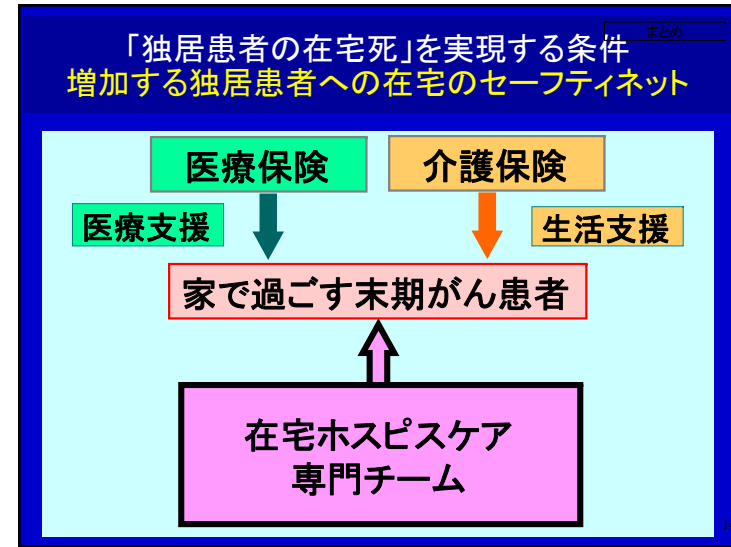 まとめ
「独居患者の在宅死」を実現する条件
増加する独居患者への在宅のセーフティネット
医療保険
介護保険
医療支援
生活支援
家で過ごす末期がん患者
在宅ホスピスケア
専門チーム